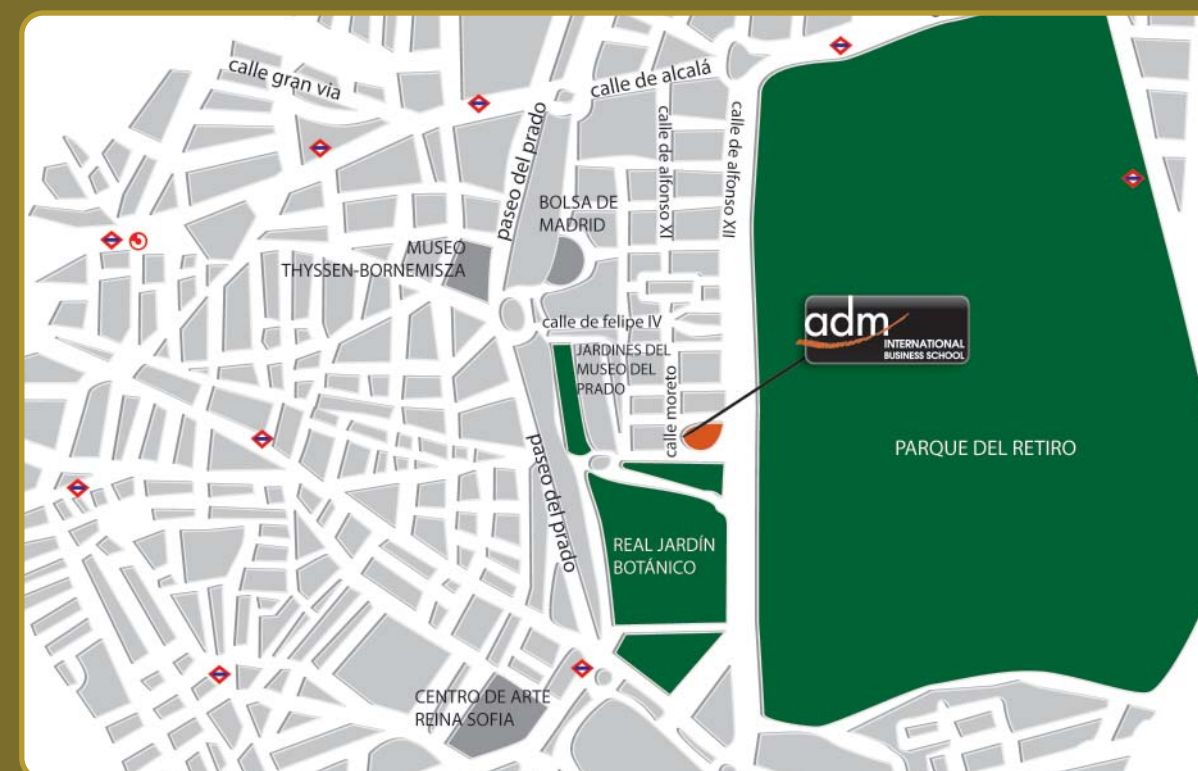 calle gran via
calle de alcalá
paseo del prado
calle de alfonso XI
calle de alfonso XII
BOLSA DE
MADRID
MUSEO
THYSSEN-BORNEMISZA
calle de felipe IV
JARDINES DEL
MUSEO DEL
PRADO
adm
INTERNATIONAL
BUSINESS SCHOOL
calle moreto
paseo del prado
PARQUE DEL RETIRO
REAL JARDÍN
BOTÁNICO
CENTRO DE ARTE
REINA SOFIA